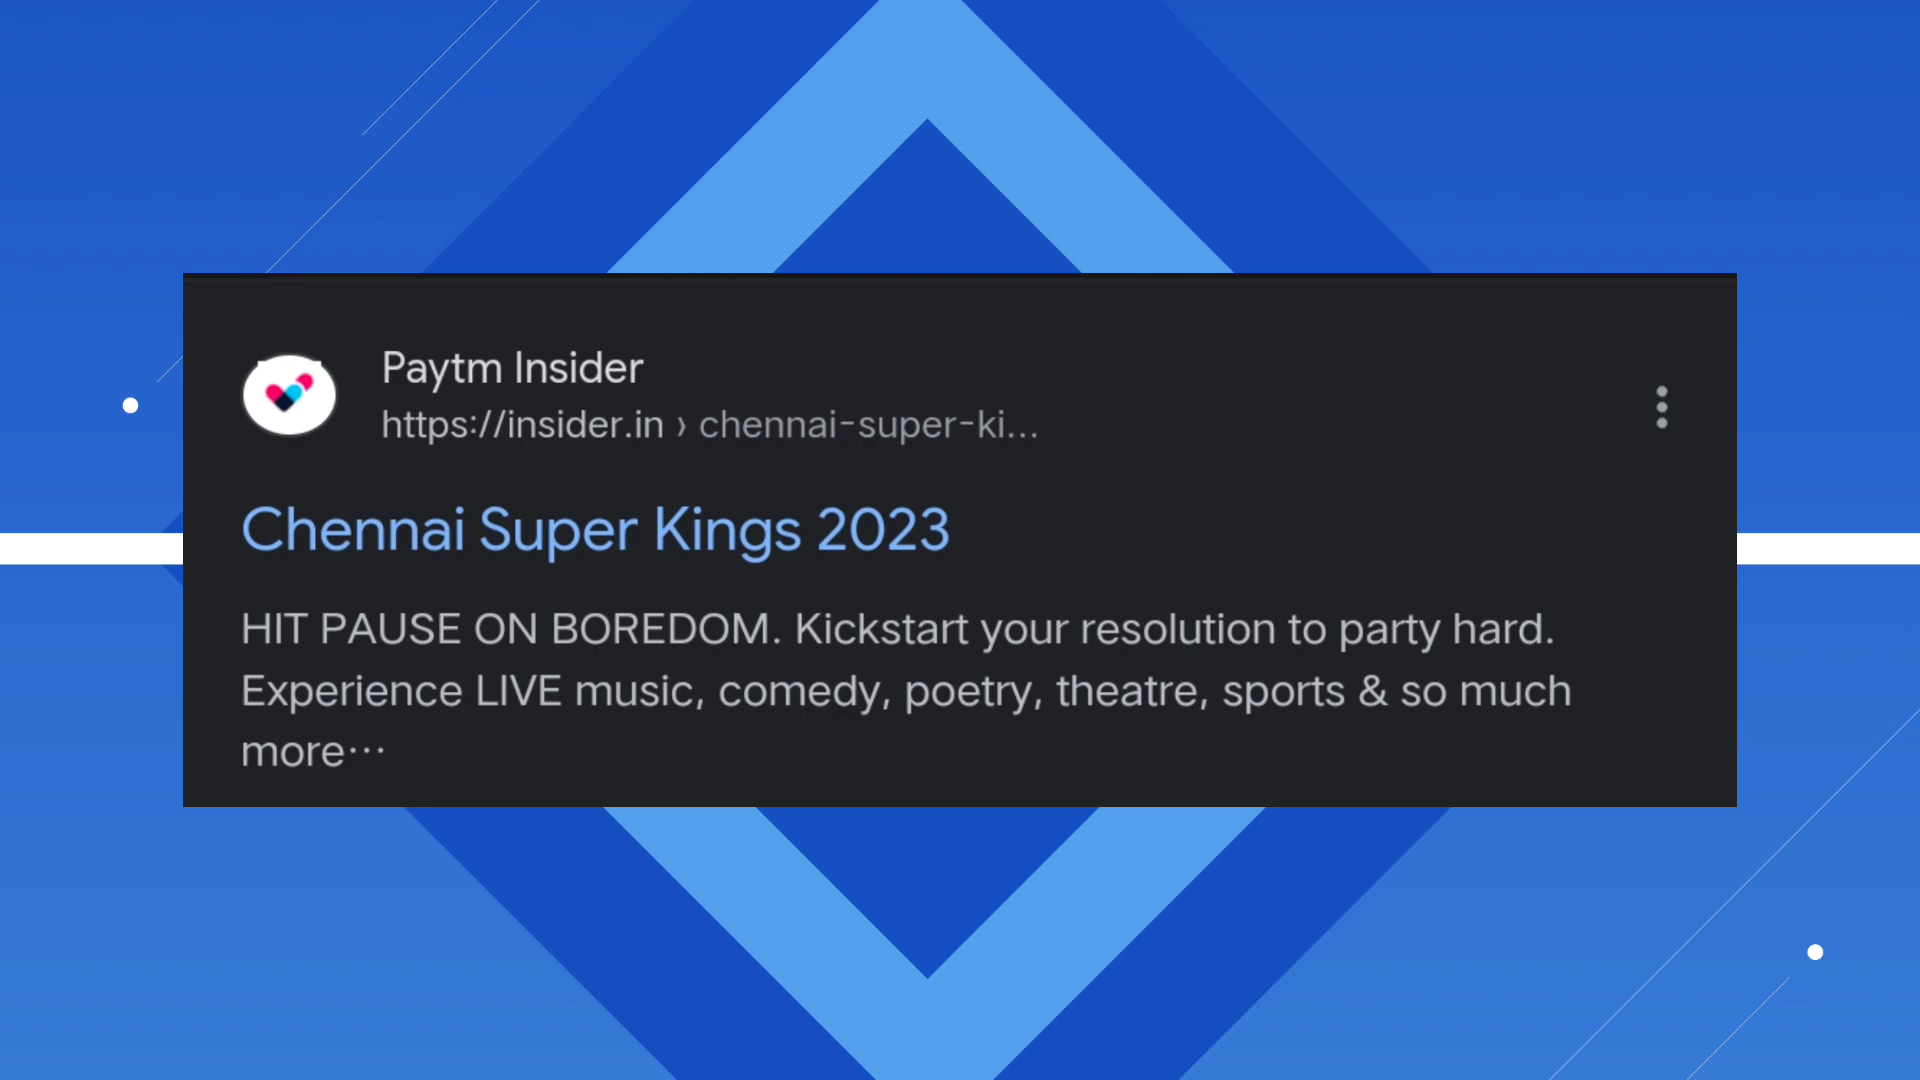 Paytm Insider
https://insider.in › chennai-super-ki...
Chennai Super Kings 2023
HIT PAUSE ON BOREDOM. Kickstart your resolution to party hard.
Experience LIVE music, comedy, poetry, theatre, sports & so much
more···